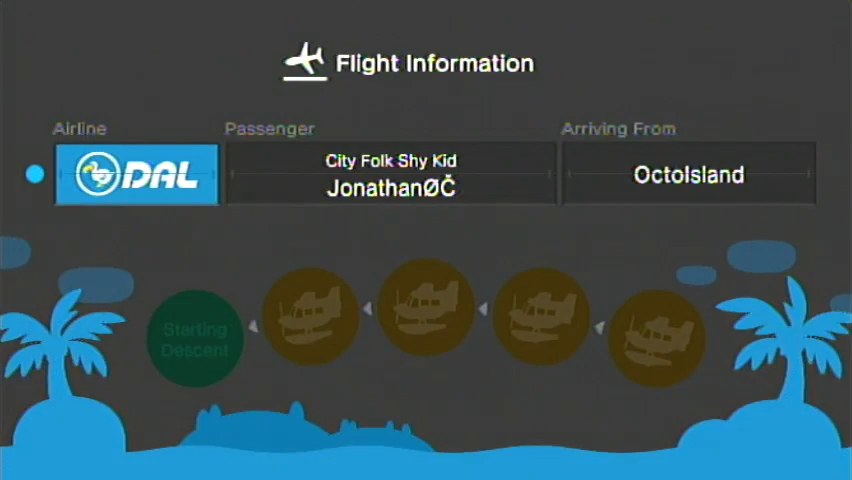 Flight Information
Airline
Passenger
Arriving From
DAL
City Folk Shy Kid
JonathanØČ
OctoIsland
Starting
Descent